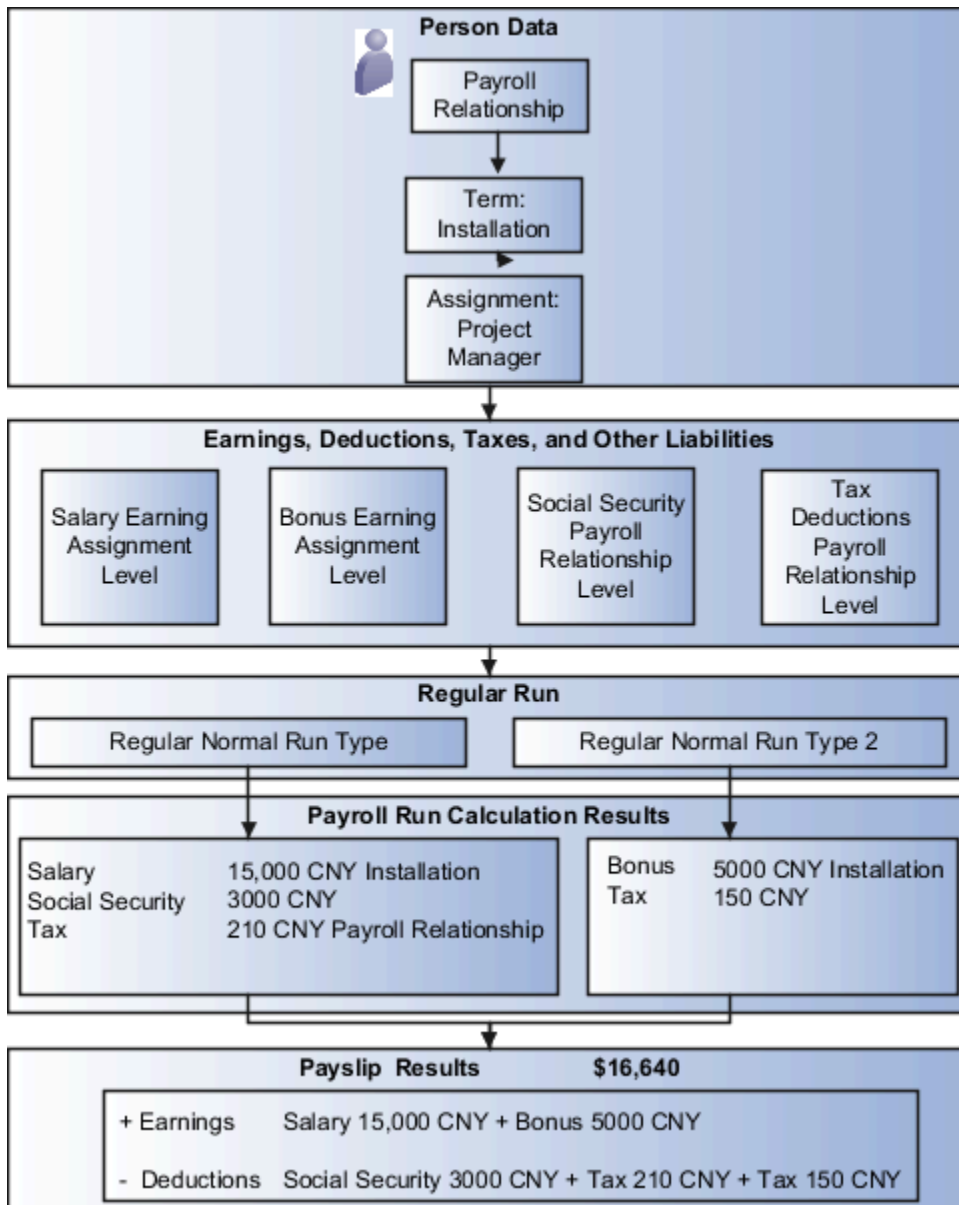 Person Data
Payroll
Relationship
Term:
Installation
Assignment:
Project
Manager
Earnings, Deductions, Taxes, and Other Liabilities
Salary Earning
Assignment
Level
Bonus Earning
Assignment
Level
Social Security
Payroll
Relationship
Level
Tax
Deductions
Payroll
Relationship
Level
Regular Run
Regular Normal Run Type
Regular Normal Run Type 2
Payroll Run Calculation Results
Salary 15,000 CNY Installation
Social Security 3000 CNY
Tax 210 CNY Payroll Relationship
Bonus 5000 CNY Installation
Tax 150 CNY
Payslip Results $16,640
+ Earnings Salary 15,000 CNY + Bonus 5000 CNY
- Deductions Social Security 3000 CNY + Tax 210 CNY + Tax 150 CNY